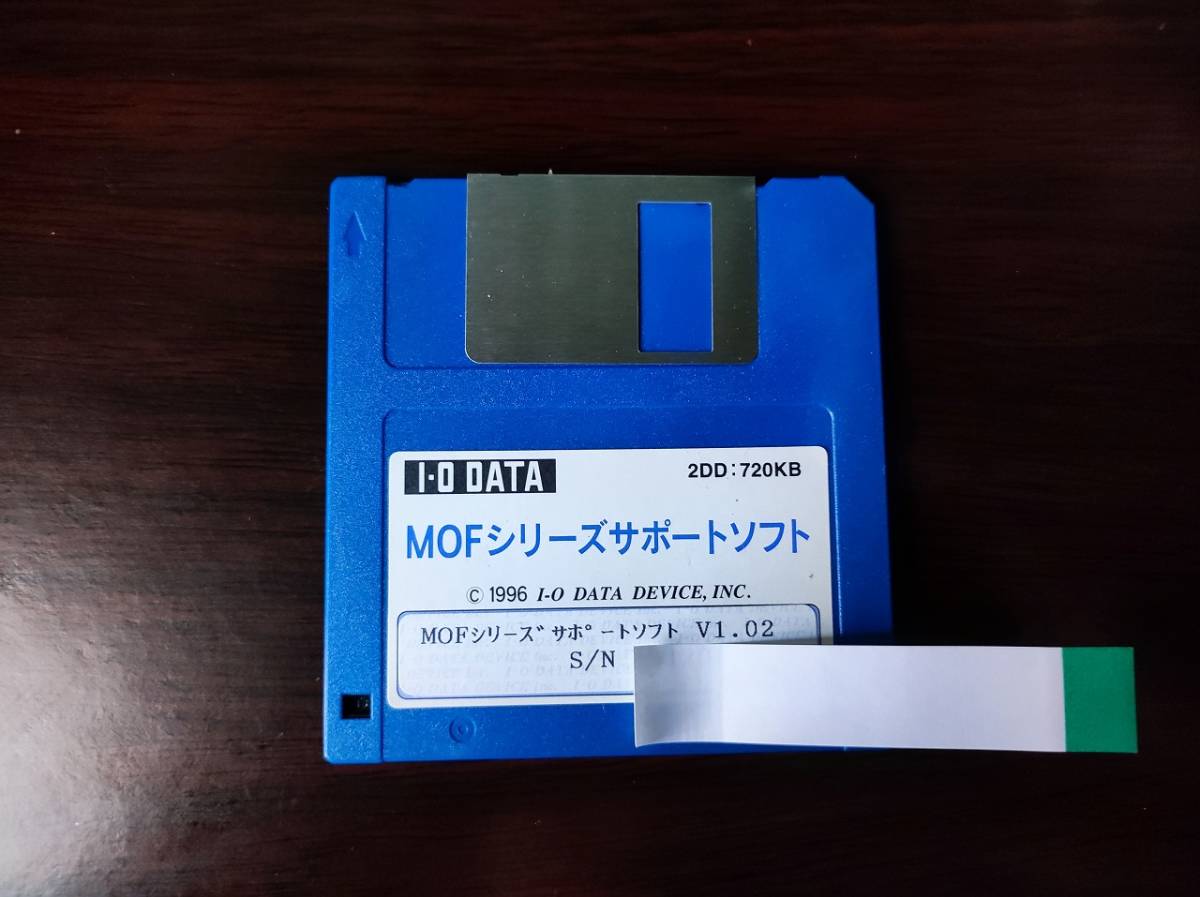 I-O DATA
2DD:720KB
MOFシリーズサポートソフト
© 1996 I-O DATA DEVICE, INC.
MOFシリーズサポートソフト V1.02
S/N